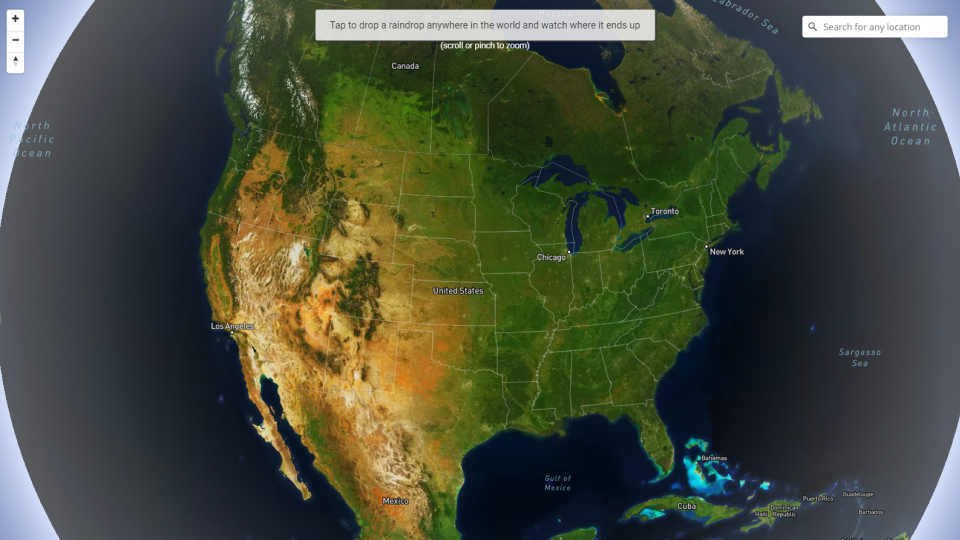 Tap to drop a raindrop anywhere in the world and watch where it ends up
(scroll or pinch to zoom)
Search for any location
Labrador Sea
Canada
North
Pacific
Ocean
North
Atlantic
Ocean
Toronto
Chicago
New York
United States
Los Angeles
Sargasso
Sea
Gulf of
Mexico
Bahamas
Mexico
Cuba
Puerto Rico
Guadeloupe
Haiti
Dominican
Republic
Barbados